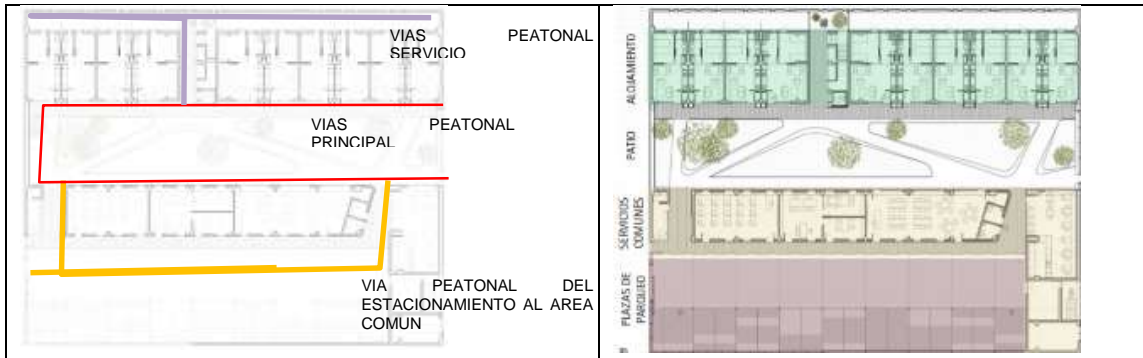 VIAS PEATONAL
SERVICIO
VIAS PEATONAL
PRINCIPAL
VIA PEATONAL DEL
ESTACIONAMIENTO AL AREA
COMUN
ALOJAMIENTO
PATIO
SERVICIOS
COMUNES
PLAZAS DE
PARQUEO